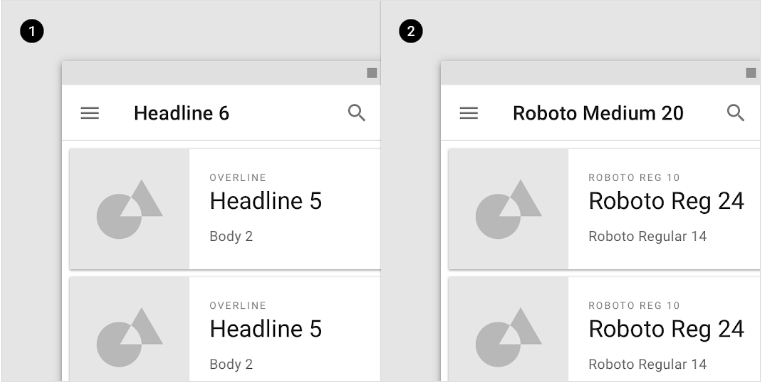 1
Headline 6
OVERLINE
Headline 5
Body 2
OVERLINE
Headline 5
Body 2
2
Roboto Medium 20
ROBOTO REG 10
Roboto Reg 24
Roboto Regular 14
ROBOTO REG 10
Roboto Reg 24
Roboto Regular 14